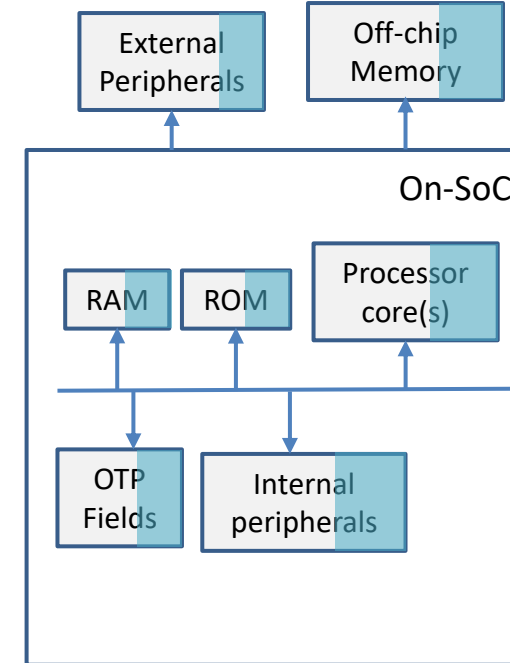 External
Peripherals
Off-chip
Memory
On-SoC
RAM
ROM
Processor
core(s)
OTP
Fields
Internal
peripherals